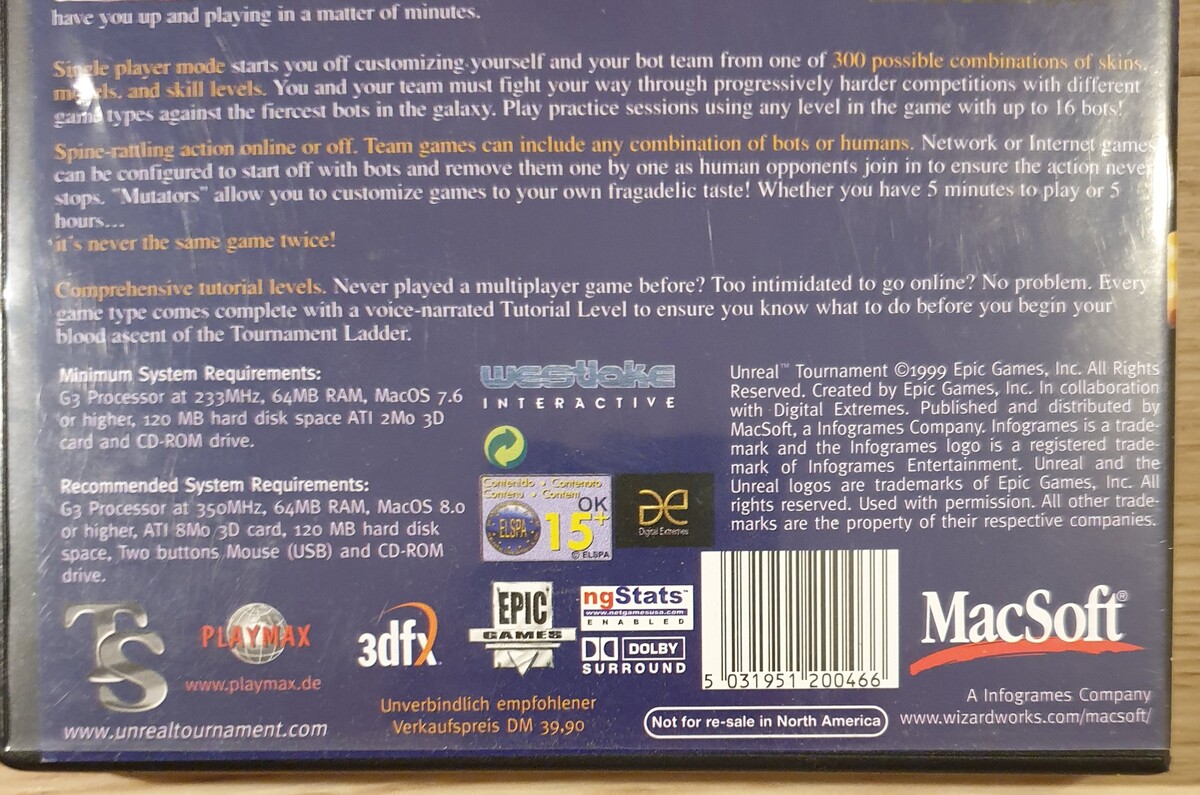 have you up and playing in a matter of minutes.
Single player mode starts you off customizing yourself and your bot team from one of 300 possible combinations of skins,
models, and skill levels. You and your team must fight your way through progressively harder competitions with different
game types against the fiercest bots in the galaxy. Play practice sessions using any level in the game with up to 16 bots!
Spine-rattling action online or off. Team games can include any combination of bots or humans. Network or Internet games
can be configured to start off with bots and remove them one by one as human opponents join in to ensure the action never
stops. "Mutators" allow you to customize games to your own fragadelic taste! Whether you have 5 minutes to play or 5
hours...
it's never the same game twice!
Comprehensive tutorial levels. Never played a multiplayer game before? Too intimidated to go online? No problem. Every
game type comes complete with a voice-narrated Tutorial Level to ensure you know what to do before you begin your
blood ascent of the Tournament Ladder.
Minimum System Requirements:
G3 Processor at 233MHz, 64MB RAM, MacOS 7.6
or higher, 120 MB hard disk space ATI 2Mo 3D
card and CD-ROM drive.
Recommended System Requirements:
G3 Processor at 350MHz, 64MB RAM, MacOS 8.0
or higher, ATI 8Mo 3D card, 120 MB hard disk
space, Two buttons Mouse (USB) and CD-ROM
drive.
westlake
INTERACTIVE
Contenido • Contenuto
Contenu • Content
OK
ELSPA
15+
© ELSPA
Digital Extremes
Unreal™ Tournament ©1999 Epic Games, Inc. All Rights
Reserved. Created by Epic Games, Inc. In collaboration
with Digital Extremes. Published and distributed by
MacSoft, a Infogrames Company. Infogrames is a trade-
mark and the Infogrames logo is a registered trade-
mark of Infogrames Entertainment. Unreal and the
Unreal logos are trademarks of Epic Games, Inc. All
rights reserved. Used with permission. All other trade-
marks are the property of their respective companies.
TS
www.unrealtournament.com
PLAYMAX
www.playmax.de
3dfx
EPIC
GAMES
ngStats™
www.netgamesusa.com
ENABLED
DOLBY
SURROUND
Unverbindlich empfohlener
Verkaufspreis DM 39,90
5 031951 200466
Not for re-sale in North America
MacSoft®
A Infogrames Company
www.wizardworks.com/macsoft/